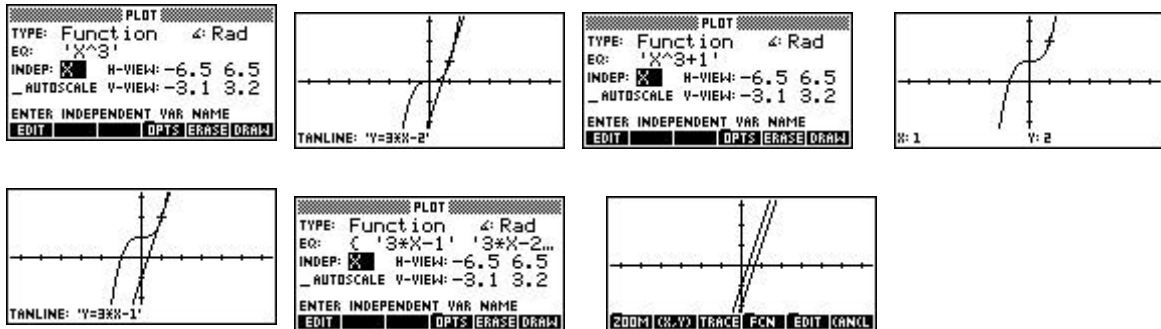 PLOT
TYPE: Function ∡: Rad
EQ: 'X^3'
INDEP: X H-VIEW: -6.5 6.5
_ AUTOSCALE V-VIEW: -3.1 3.2
ENTER INDEPENDENT VAR NAME
EDIT OPTS ERASE DRAW
TANLINE: 'Y=3*X-2'
PLOT
TYPE: Function ∡: Rad
EQ: 'X^3+1'
INDEP: X H-VIEW: -6.5 6.5
_ AUTOSCALE V-VIEW: -3.1 3.2
ENTER INDEPENDENT VAR NAME
EDIT OPTS ERASE DRAW
X: 1 Y: 2
TANLINE: 'Y=3*X-1'
PLOT
TYPE: Function ∡: Rad
EQ: { '3*X-1' '3*X-2…
INDEP: X H-VIEW: -6.5 6.5
_ AUTOSCALE V-VIEW: -3.1 3.2
ENTER INDEPENDENT VAR NAME
EDIT OPTS ERASE DRAW
ZOOM (X,Y) TRACE FCN EDIT CANCL